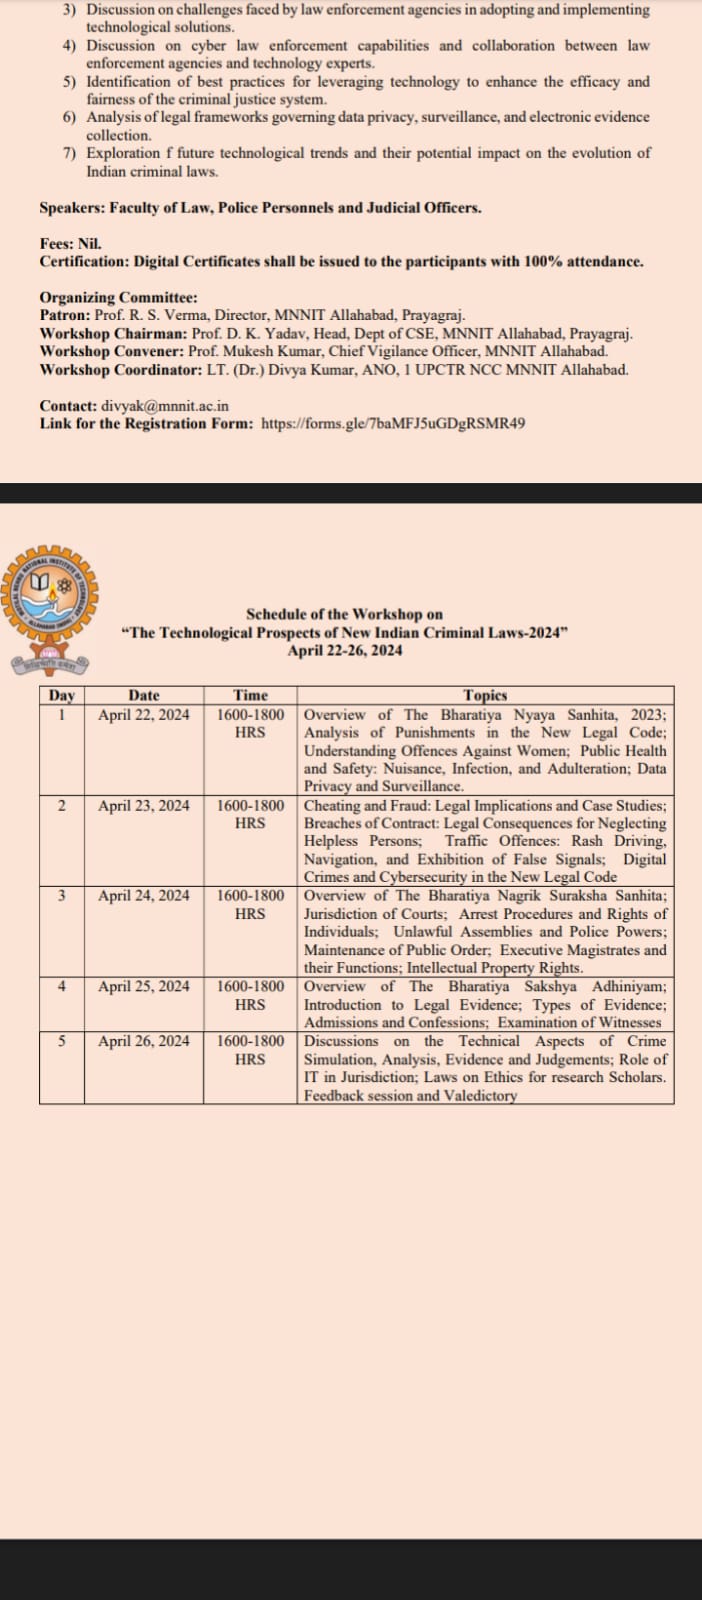 3) Discussion on challenges faced by law enforcement agencies in adopting and implementing
technological solutions.
4) Discussion on cyber law enforcement capabilities and collaboration between law
enforcement agencies and technology experts.
5) Identification of best practices for leveraging technology to enhance the efficacy and
fairness of the criminal justice system.
6) Analysis of legal frameworks governing data privacy, surveillance, and electronic evidence
collection.
7) Exploration f future technological trends and their potential impact on the evolution of
Indian criminal laws.
Speakers: Faculty of Law, Police Personnels and Judicial Officers.
Fees: Nil.
Certification: Digital Certificates shall be issued to the participants with 100% attendance.
Organizing Committee:
Patron: Prof. R. S. Verma, Director, MNNIT Allahabad, Prayagraj.
Workshop Chairman: Prof. D. K. Yadav, Head, Dept of CSE, MNNIT Allahabad, Prayagraj.
Workshop Convener: Prof. Mukesh Kumar, Chief Vigilance Officer, MNNIT Allahabad.
Workshop Coordinator: LT. (Dr.) Divya Kumar, ANO, 1 UPCTR NCC MNNIT Allahabad.
Contact: divyak@mnnit.ac.in
Link for the Registration Form: https://forms.gle/7baMFJ5uGDgRSMR49
Schedule of the Workshop on
“The Technological Prospects of New Indian Criminal Laws-2024”
April 22-26, 2024
Day Date Time Topics
1 April 22, 2024 1600-1800 Overview of The Bharatiya Nyaya Sanhita, 2023;
HRS Analysis of Punishments in the New Legal Code;
Understanding Offences Against Women; Public Health
and Safety: Nuisance, Infection, and Adulteration; Data
Privacy and Surveillance.
2 April 23, 2024 1600-1800 Cheating and Fraud: Legal Implications and Case Studies;
HRS Breaches of Contract: Legal Consequences for Neglecting
Helpless Persons; Traffic Offences: Rash Driving,
Navigation, and Exhibition of False Signals; Digital
Crimes and Cybersecurity in the New Legal Code
3 April 24, 2024 1600-1800 Overview of The Bharatiya Nagrik Suraksha Sanhita;
HRS Jurisdiction of Courts; Arrest Procedures and Rights of
Individuals; Unlawful Assemblies and Police Powers;
Maintenance of Public Order; Executive Magistrates and
their Functions; Intellectual Property Rights.
4 April 25, 2024 1600-1800 Overview of The Bharatiya Sakshya Adhiniyam;
HRS Introduction to Legal Evidence; Types of Evidence;
Admissions and Confessions; Examination of Witnesses
5 April 26, 2024 1600-1800 Discussions on the Technical Aspects of Crime
HRS Simulation, Analysis, Evidence and Judgements; Role of
IT in Jurisdiction; Laws on Ethics for research Scholars.
Feedback session and Valedictory